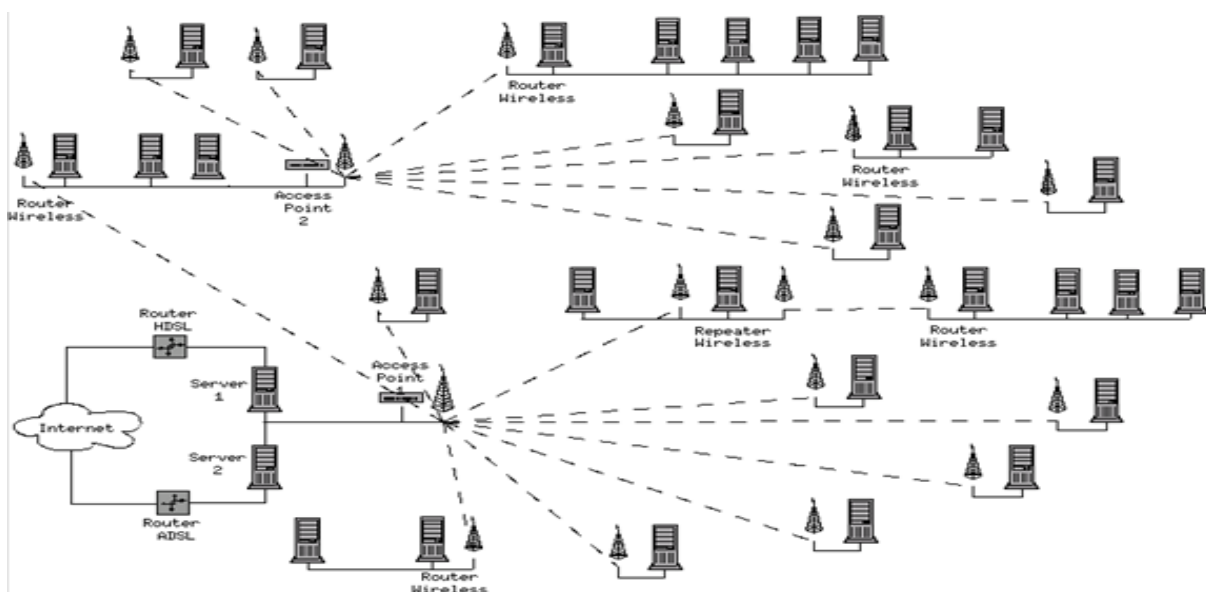 Router
Wireless
Router
Wireless
Router
Wireless
Access
Point
2
Repeater
Wireless
Router
Wireless
Router
HDSL
Access
Point
1
Server
1
Internet
Server
2
Router
ADSL
Router
Wireless